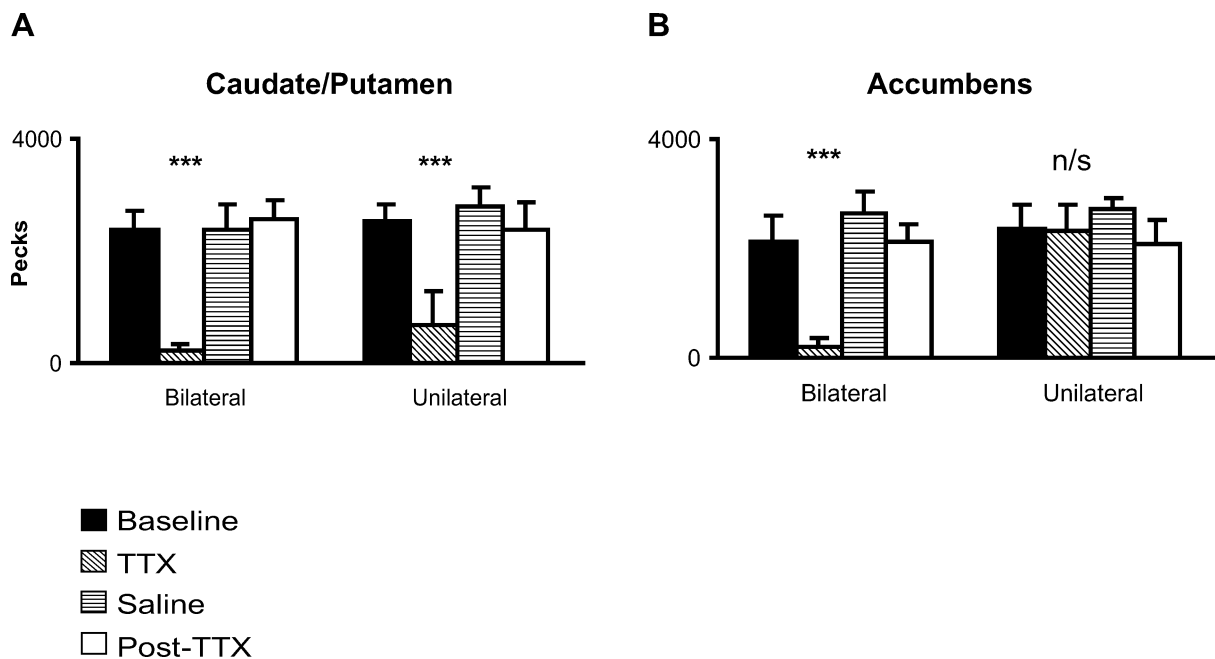 A
Caudate/Putamen
4000
***
***
Pecks
0
Bilateral
Unilateral
B
Accumbens
4000
***
n/s
0
Bilateral
Unilateral
Baseline
TTX
Saline
Post-TTX